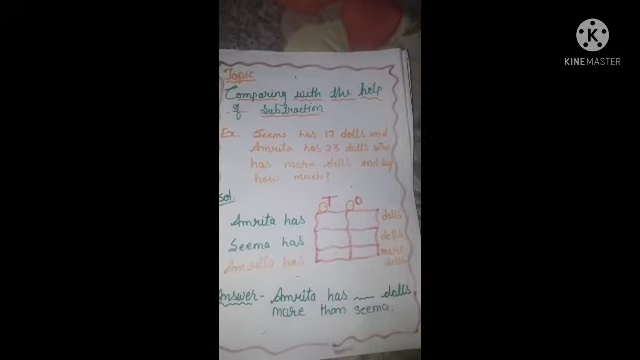 Topic
Comparing with the help
of Subtraction
Ex. Seema has 17 dolls and
Amrita has 23 dolls who
has more dolls and by
how much?
Sol.
T O
Amrita has dolls
Seema has dolls
Amrita has more
dolls
Answer - Amrita has __ dolls
more than Seema.
K
KINEMASTER